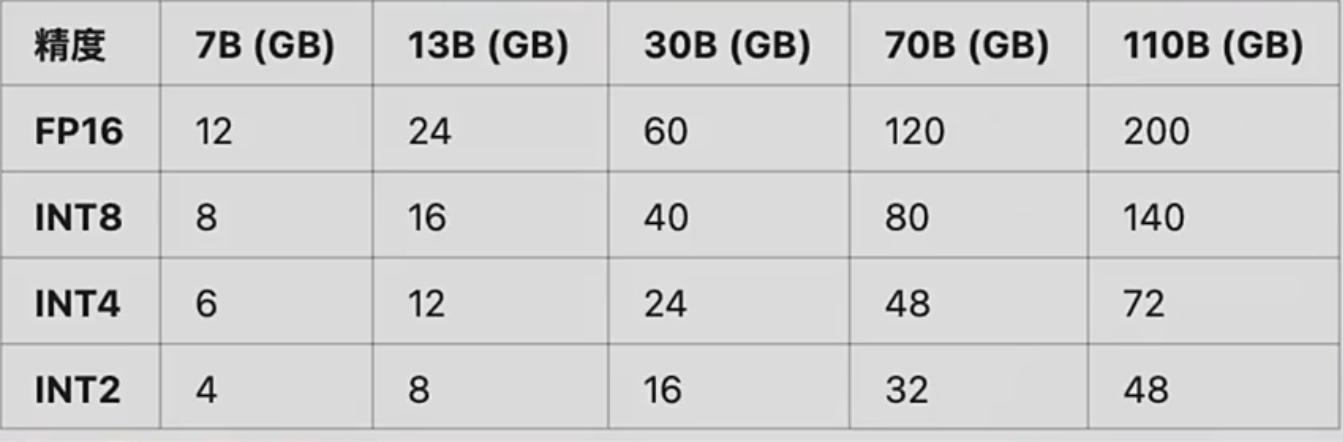 精度 7B (GB) 13B (GB) 30B (GB) 70B (GB) 110B (GB)
FP16 12 24 60 120 200
INT8 8 16 40 80 140
INT4 6 12 24 48 72
INT2 4 8 16 32 48